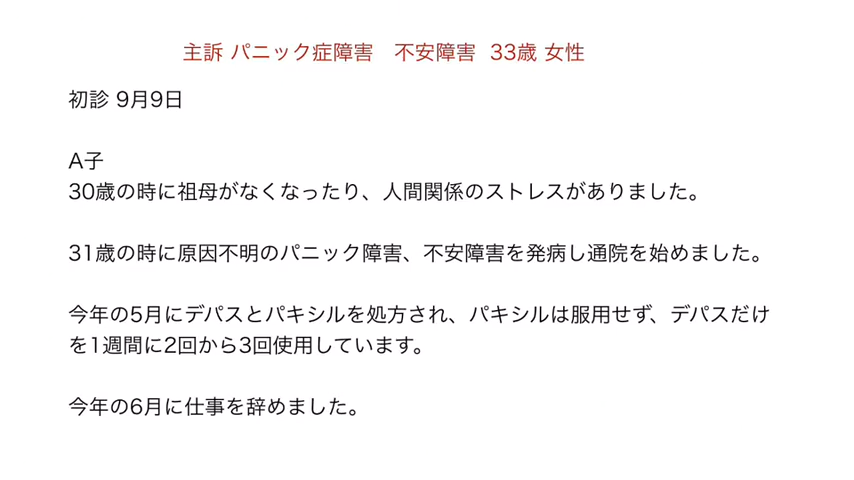 主訴 パニック症障害　不安障害 33歳 女性
初診 9月9日
A子
30歳の時に祖母がなくなったり、人間関係のストレスがありました。
31歳の時に原因不明のパニック障害、不安障害を発病し通院を始めました。
今年の5月にデパスとパキシルを処方され、パキシルは服用せず、デパスだけ
を1週間に2回から3回使用しています。
今年の6月に仕事を辞めました。